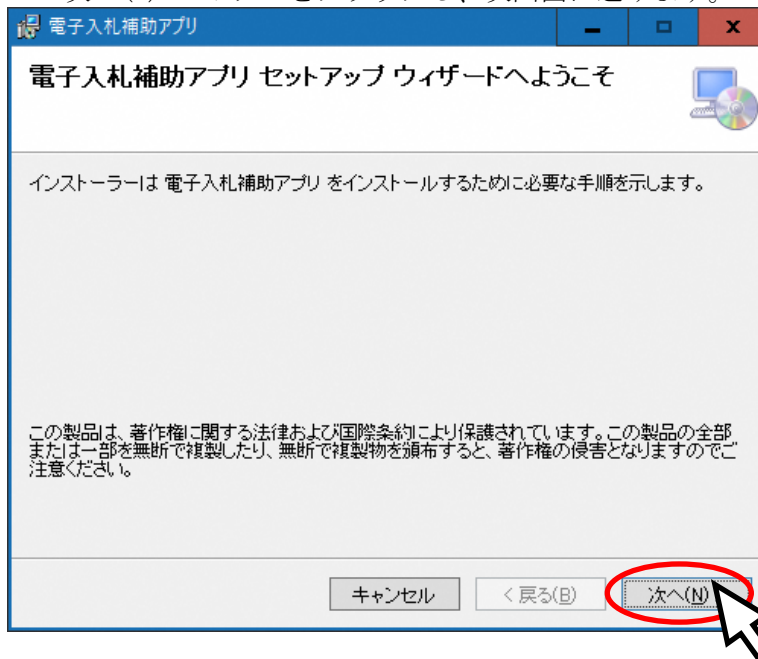 電子入札補助アプリ
電子入札補助アプリ セットアップ ウィザードへようこそ
インストーラーは 電子入札補助アプリ をインストールするために必要な手順を示します。
この製品は、著作権に関する法律および国際条約により保護されています。この製品の全部
または一部を無断で複製したり、無断で複製物を頒布すると、著作権の侵害となりますのでご
注意ください。
キャンセル
< 戻る(B)
次へ(N)